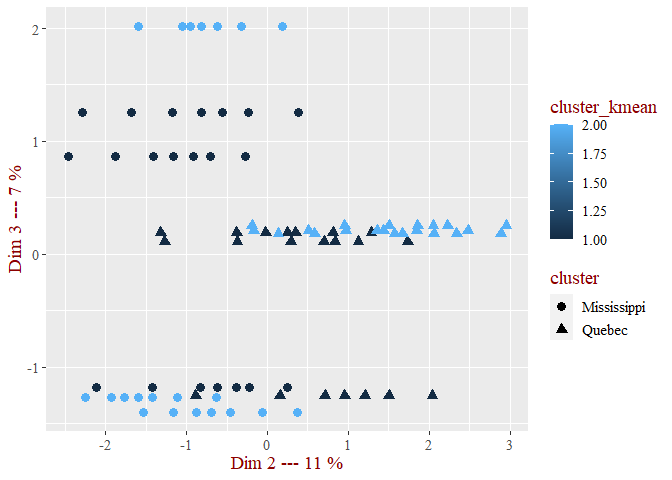 2
1
0
-1
Dim 3 --- 7 %
-2
-1
0
1
2
3
Dim 2 --- 11 %
cluster_kmean
2.00
1.75
1.50
1.25
1.00
cluster
Mississippi
Quebec